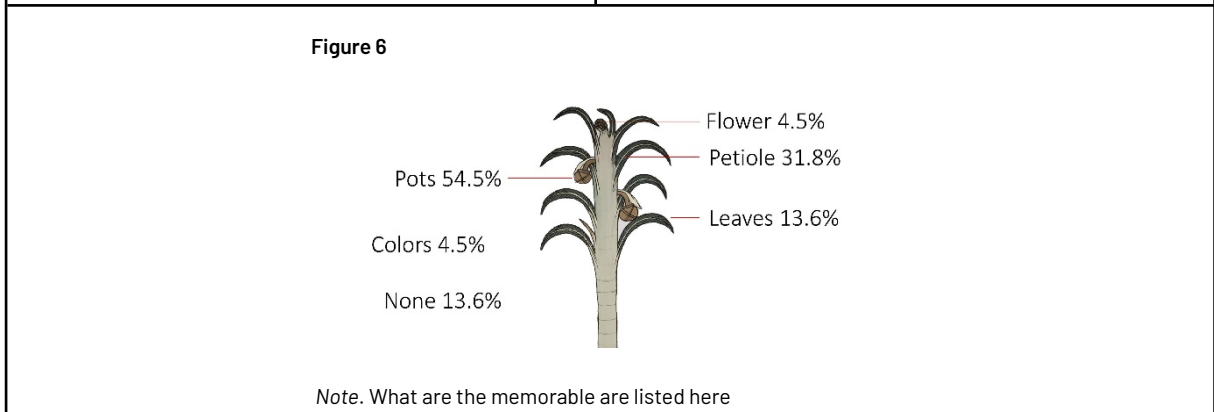 Figure 6
Flower 4.5%
Petiole 31.8%
Pots 54.5%
Leaves 13.6%
Colors 4.5%
None 13.6%
Note. What are the memorable are listed here